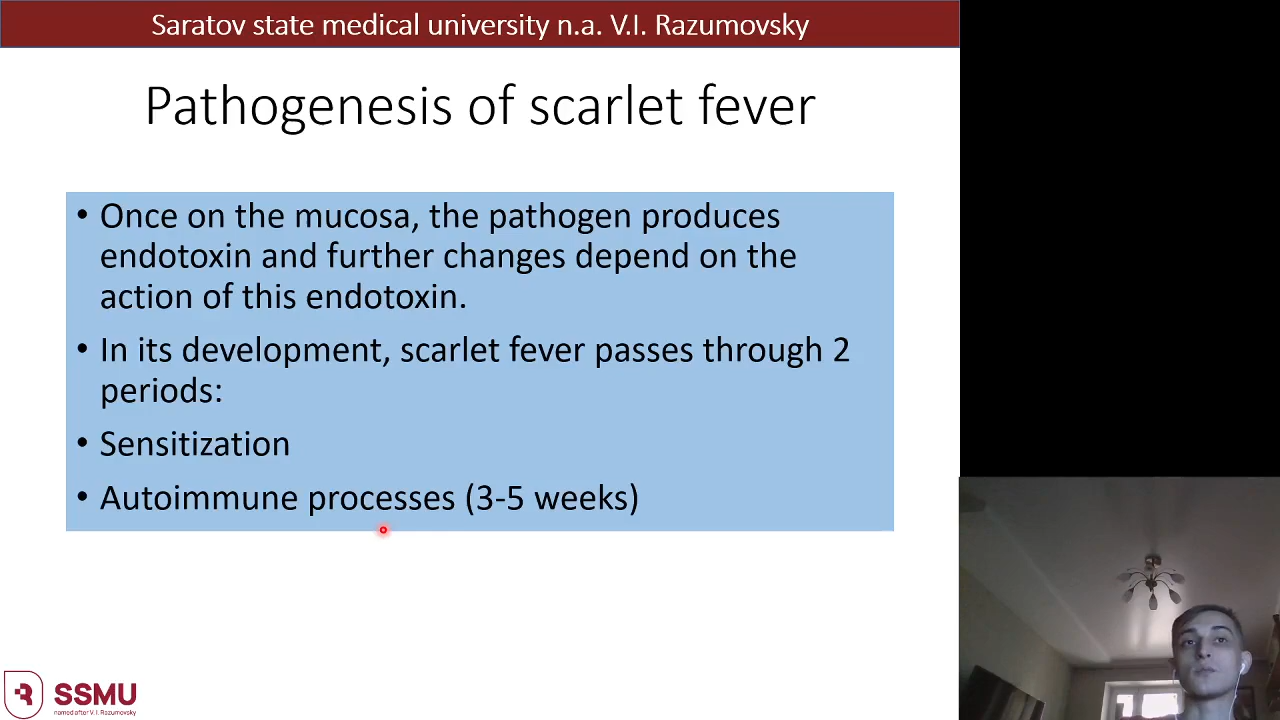 Saratov state medical university n.a. V.I. Razumovsky
Pathogenesis of scarlet fever
• Once on the mucosa, the pathogen produces
endotoxin and further changes depend on the
action of this endotoxin.
• In its development, scarlet fever passes through 2
periods:
• Sensitization
• Autoimmune processes (3-5 weeks)
SSMU
named after V. I. Razumovsky